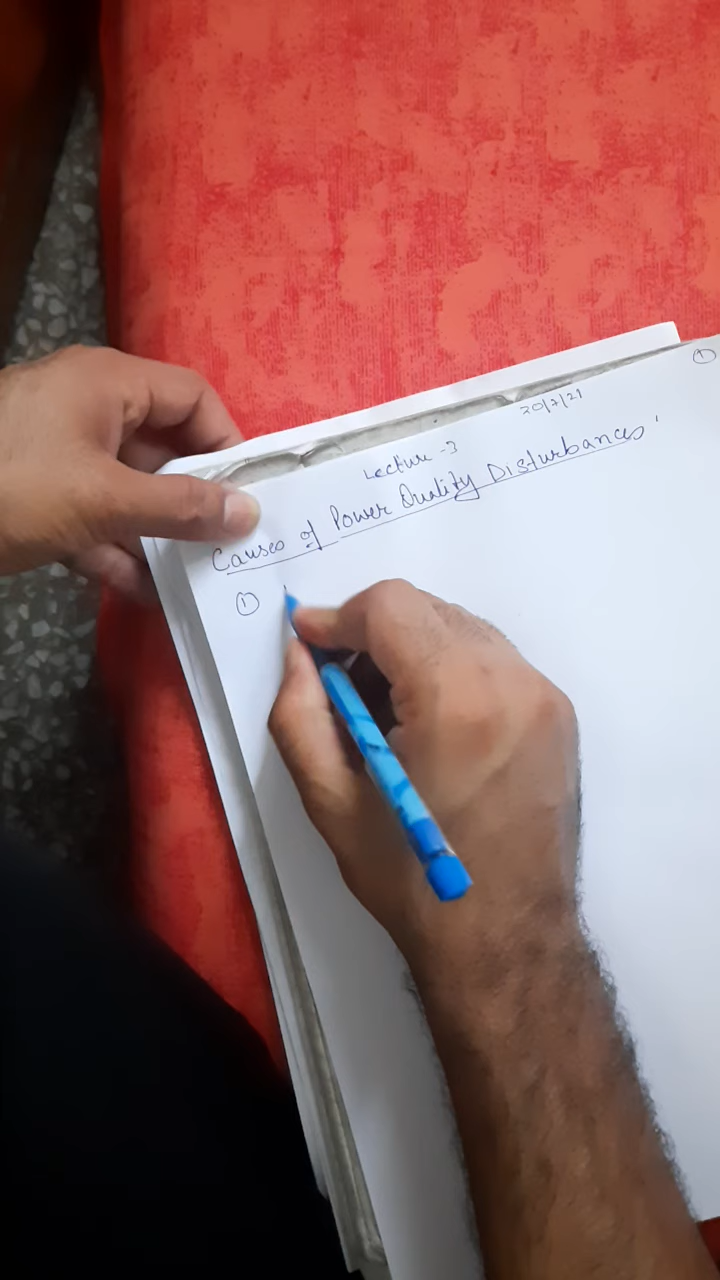 ①
20/7/21
Lecture -3
Causes of Power Quality Disturbances'
①